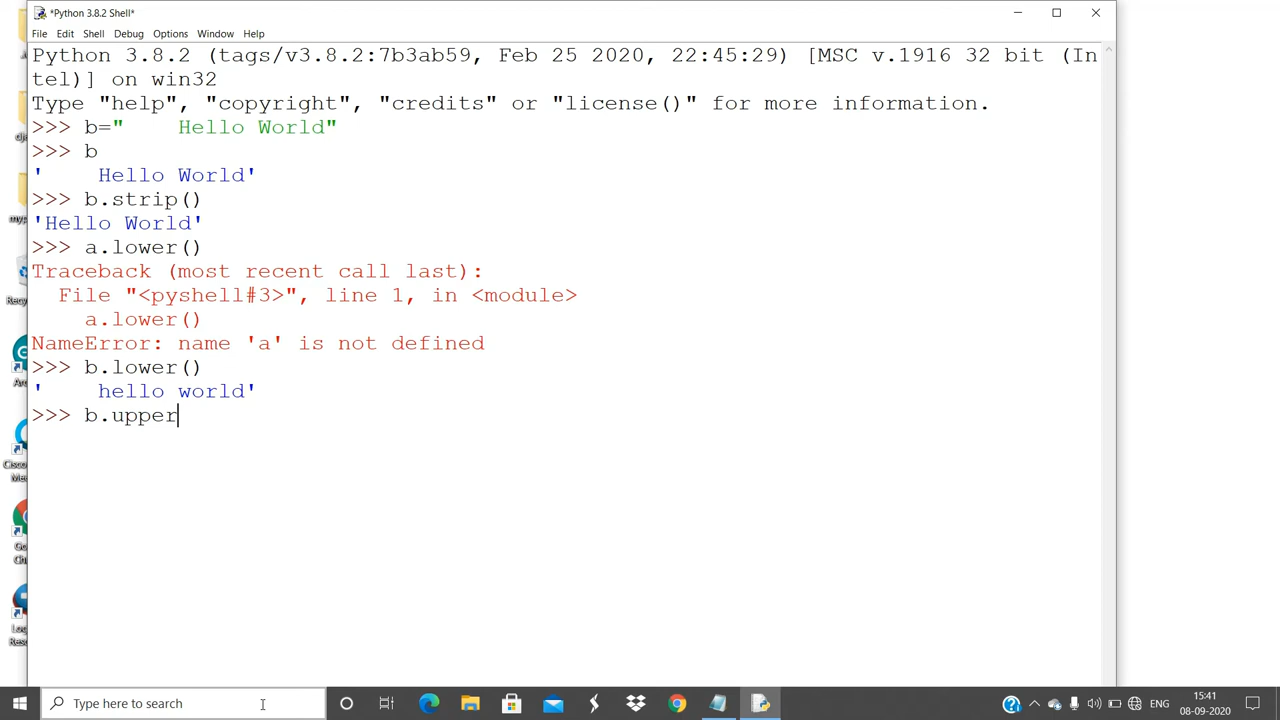 *Python 3.8.2 Shell*
File Edit Shell Debug Options Window Help
Python 3.8.2 (tags/v3.8.2:7b3ab59, Feb 25 2020, 22:45:29) [MSC v.1916 32 bit (In
tel)] on win32
Type "help", "copyright", "credits" or "license()" for more information.
>>> b="    Hello World"
>>> b
'    Hello World'
>>> b.strip()
'Hello World'
>>> a.lower()
Traceback (most recent call last):
  File "<pyshell#3>", line 1, in <module>
    a.lower()
NameError: name 'a' is not defined
>>> b.lower()
'    hello world'
>>> b.upper
Type here to search
ENG
15:41
08-09-2020